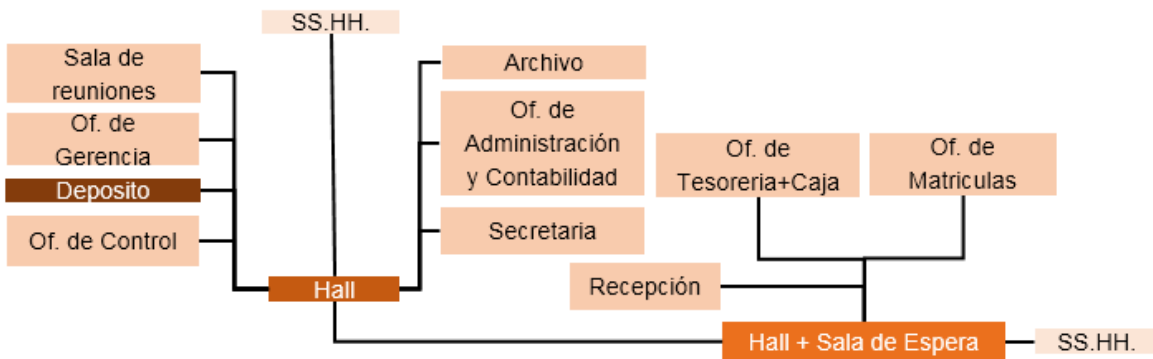 SS.HH.
Sala de
reuniones
Of. de
Gerencia
Deposito
Of. de Control
Archivo
Of. de
Administración
y Contabilidad
Secretaria
Hall
Of. de
Tesoreria+Caja
Of. de
Matriculas
Recepción
Hall + Sala de Espera
SS.HH.